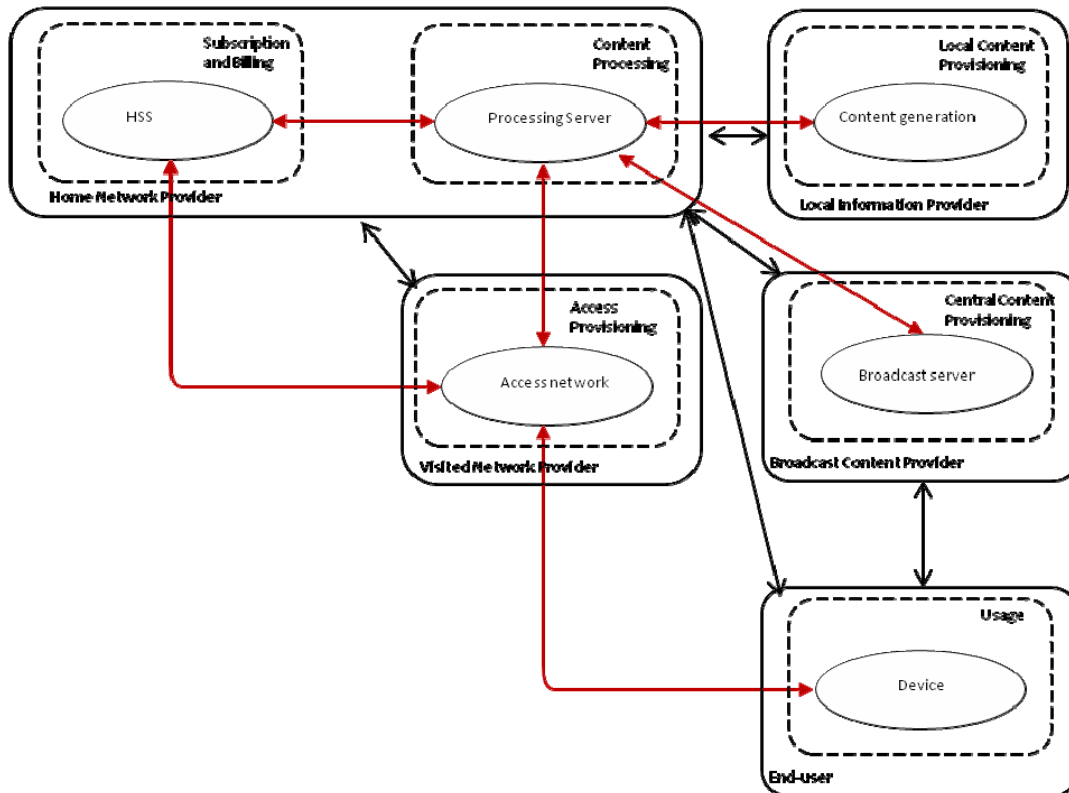 Subscription
and Billing
HSS
Home Network Provider
Content
Processing
Processing Server
Local Content
Provisioning
Content generation
Local Information Provider
Access
Provisioning
Access network
Visited Network Provider
Central Content
Provisioning
Broadcast server
Broadcast Content Provider
Usage
Device
End-user